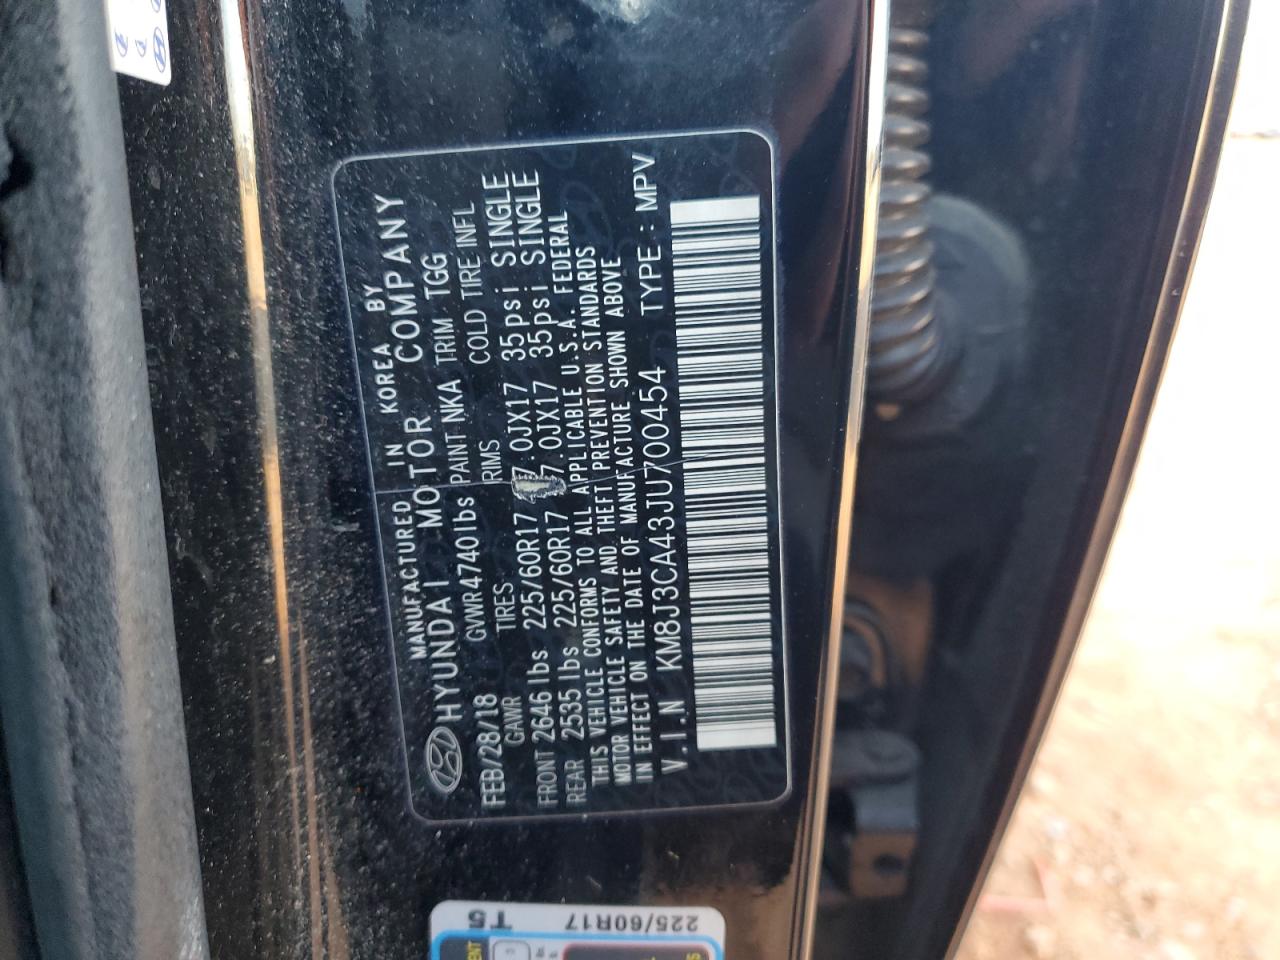 MANUFACTURED IN KOREA BY
HYUNDAI MOTOR COMPANY
FEB/28/18 GVWR 4740lbs PAINT NKA TRIM TGG
GAWR TIRES RIMS COLD TIRE INFL
FRONT 2646 lbs 225/60R17 7.0JX17 35psi SINGLE
REAR 2535 lbs 225/60R17 7.0JX17 35psi SINGLE
THIS VEHICLE CONFORMS TO ALL APPLICABLE U.S.A. FEDERAL
MOTOR VEHICLE SAFETY AND THEFT PREVENTION STANDARDS
IN EFFECT ON THE DATE OF MANUFACTURE SHOWN ABOVE
V.I.N KM8J3CA43JU700454 TYPE : MPV
T5
225/60R17